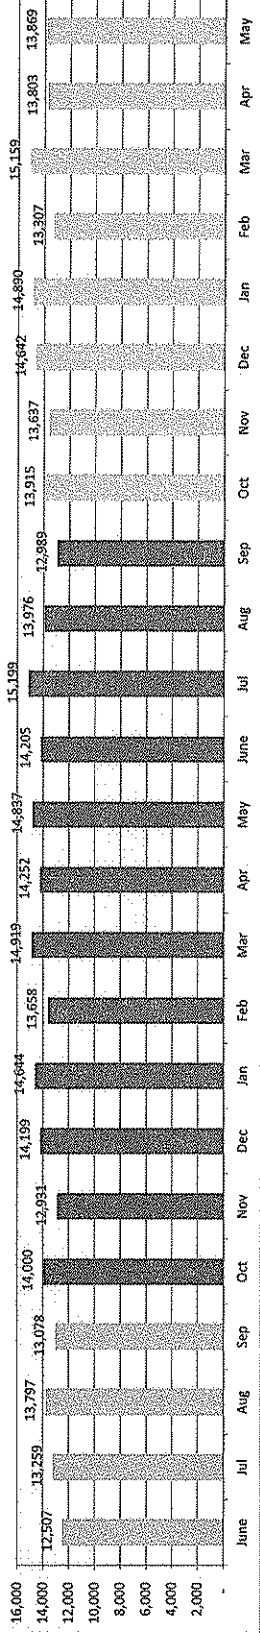 16,000
14,000
12,000
10,000
8,000
6,000
4,000
2,000
-
12,507
13,259
13,797
13,078
14,000
12,931
14,199
14,644
13,658
14,919
14,252
14,837
14,205
15,199
13,976
12,989
13,915
13,637
14,642
14,890
13,307
15,159
13,803
13,869
June
Jul
Aug
Sep
Oct
Nov
Dec
Jan
Feb
Mar
Apr
May
June
Jul
Aug
Sep
Oct
Nov
Dec
Jan
Feb
Mar
Apr
May